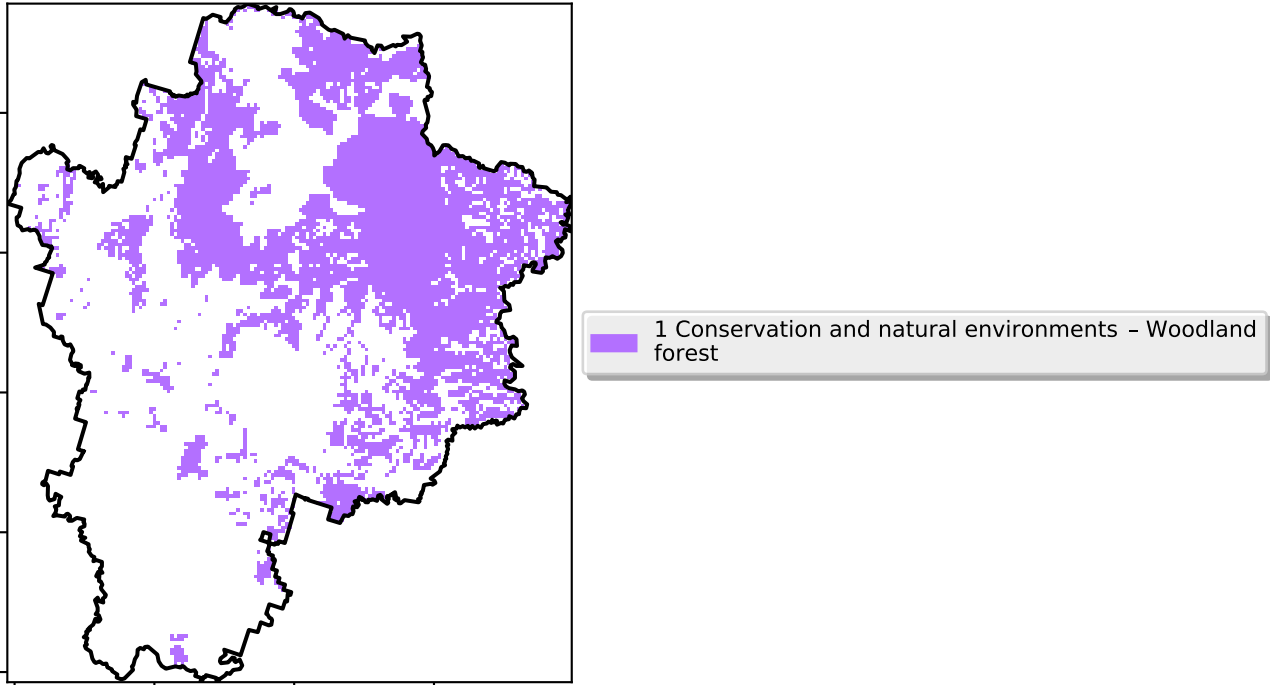 1 Conservation and natural environments – Woodland
forest